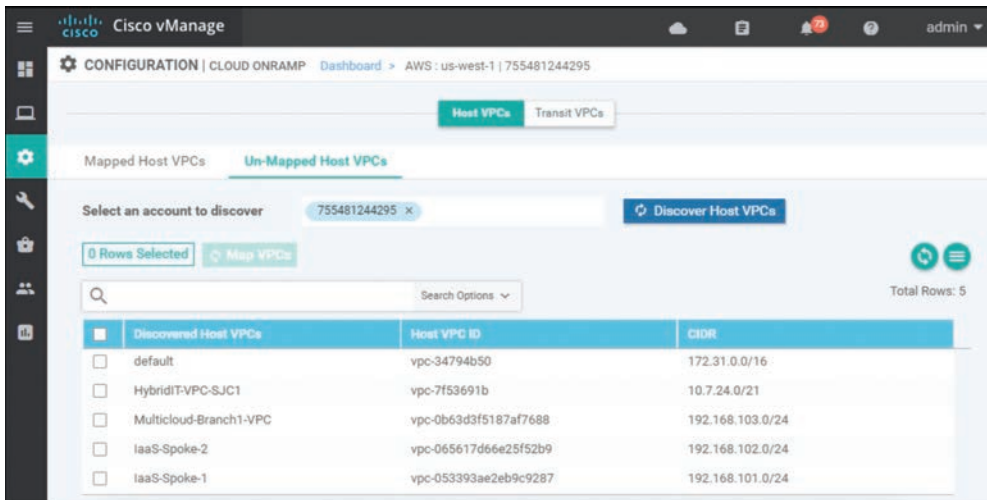 cisco Cisco vManage 73 admin
CONFIGURATION | CLOUD ONRAMP Dashboard > AWS : us-west-1 | 755481244295
Host VPCs Transit VPCs
Mapped Host VPCs Un-Mapped Host VPCs
Select an account to discover 755481244295 × Discover Host VPCs
0 Rows Selected Map VPCs
Search Options Total Rows: 5
Discovered Host VPCs Host VPC ID CIDR
default vpc-34794b50 172.31.0.0/16
HybridIT-VPC-SJC1 vpc-7f53691b 10.7.24.0/21
Multicloud-Branch1-VPC vpc-0b63d3f5187af7688 192.168.103.0/24
IaaS-Spoke-2 vpc-065617d66e25f52b9 192.168.102.0/24
IaaS-Spoke-1 vpc-053393ae2eb9c9287 192.168.101.0/24